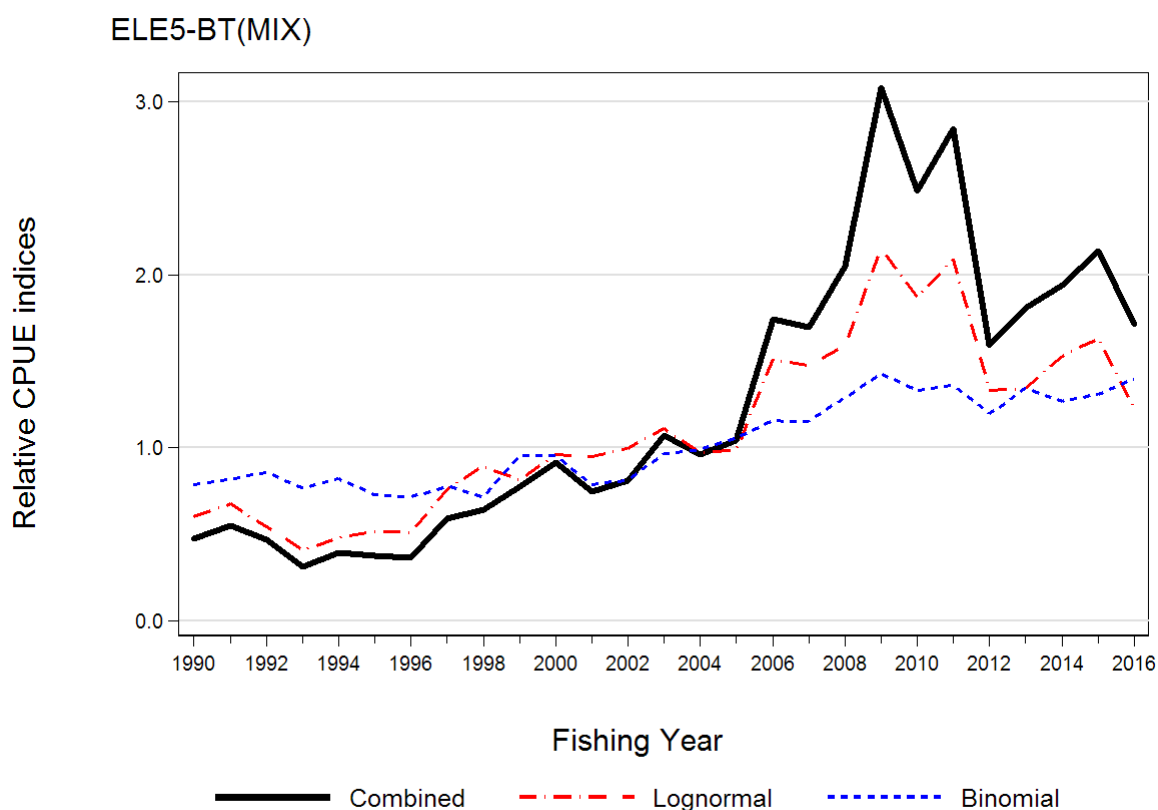 ELE5-BT(MIX)
Relative CPUE indices
3.0
2.0
1.0
0.0
1990 1992 1994 1996 1998 2000 2002 2004 2006 2008 2010 2012 2014 2016
Fishing Year
Combined Lognormal Binomial